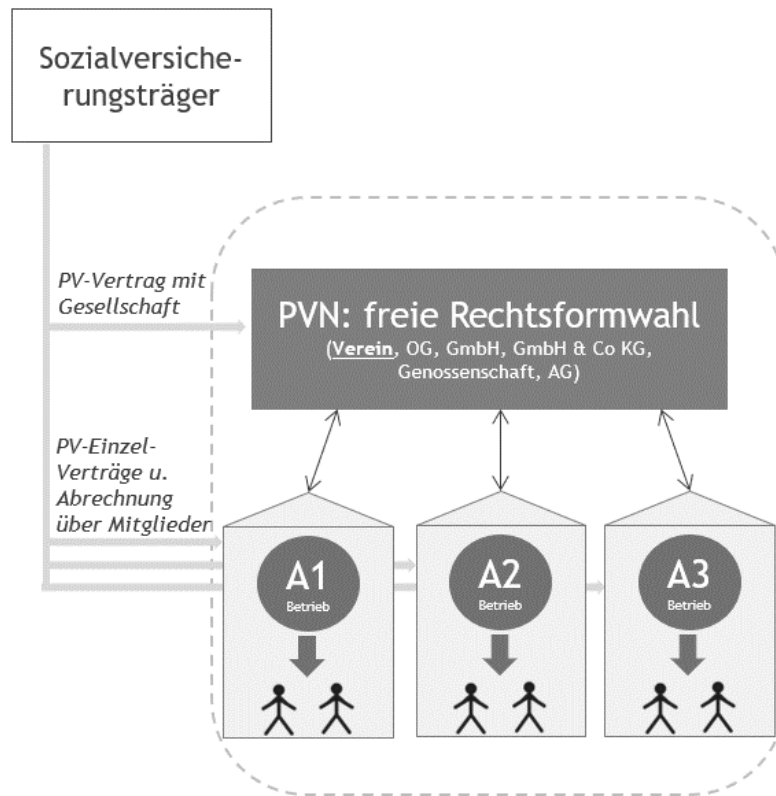 Sozialversiche-
rungsträger
PV-Vertrag mit
Gesellschaft
PVN: freie Rechtsformwahl
(Verein, OG, GmbH, GmbH & Co KG,
Genossenschaft, AG)
PV-Einzel-
Verträge u.
Abrechnung
über Mitglieder
A1
Betrieb
A2
Betrieb
A3
Betrieb